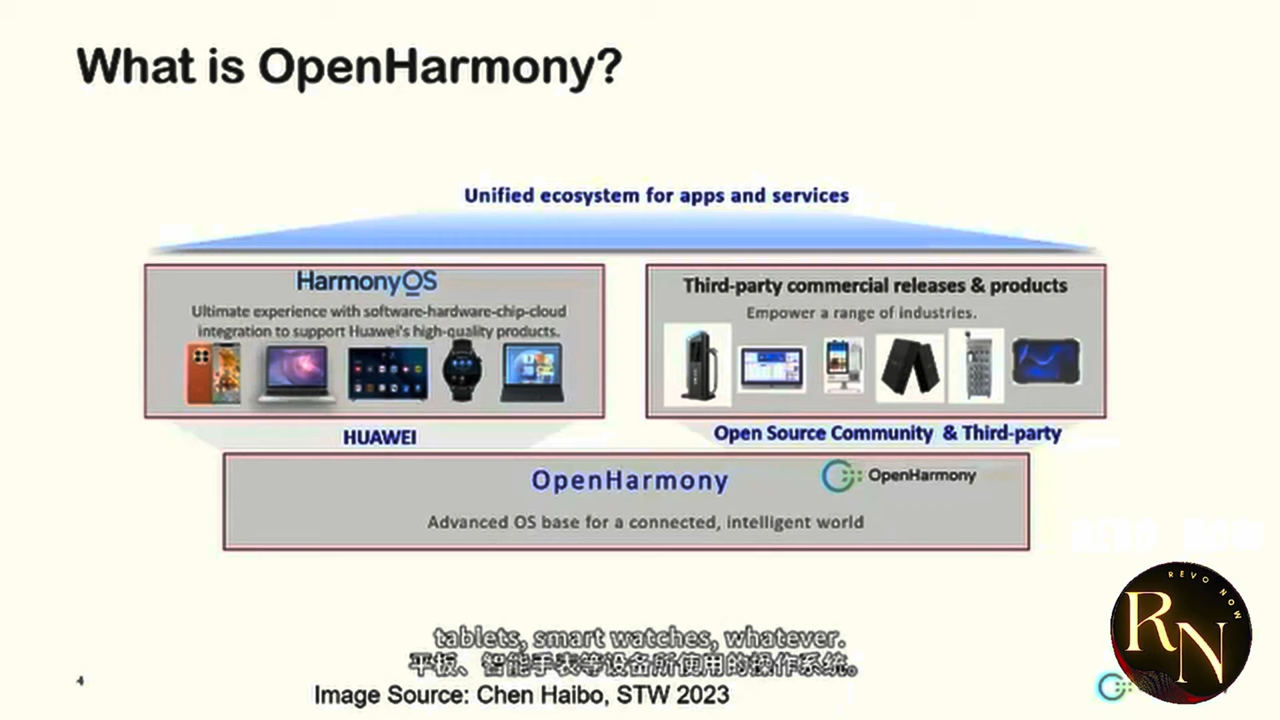 What is OpenHarmony?
Unified ecosystem for apps and services
HarmonyOS
Ultimate experience with software-hardware-chip-cloud
integration to support Huawei's high-quality products.
Third-party commercial releases & products
Empower a range of industries.
HUAWEI
Open Source Community & Third-party
OpenHarmony
OpenHarmony
Advanced OS base for a connected, intelligent world
REVO NOW
RN
tablets, smart watches, whatever.
平板、智能手表等设备所使用的操作系统。
4
Image Source: Chen Haibo, STW 2023